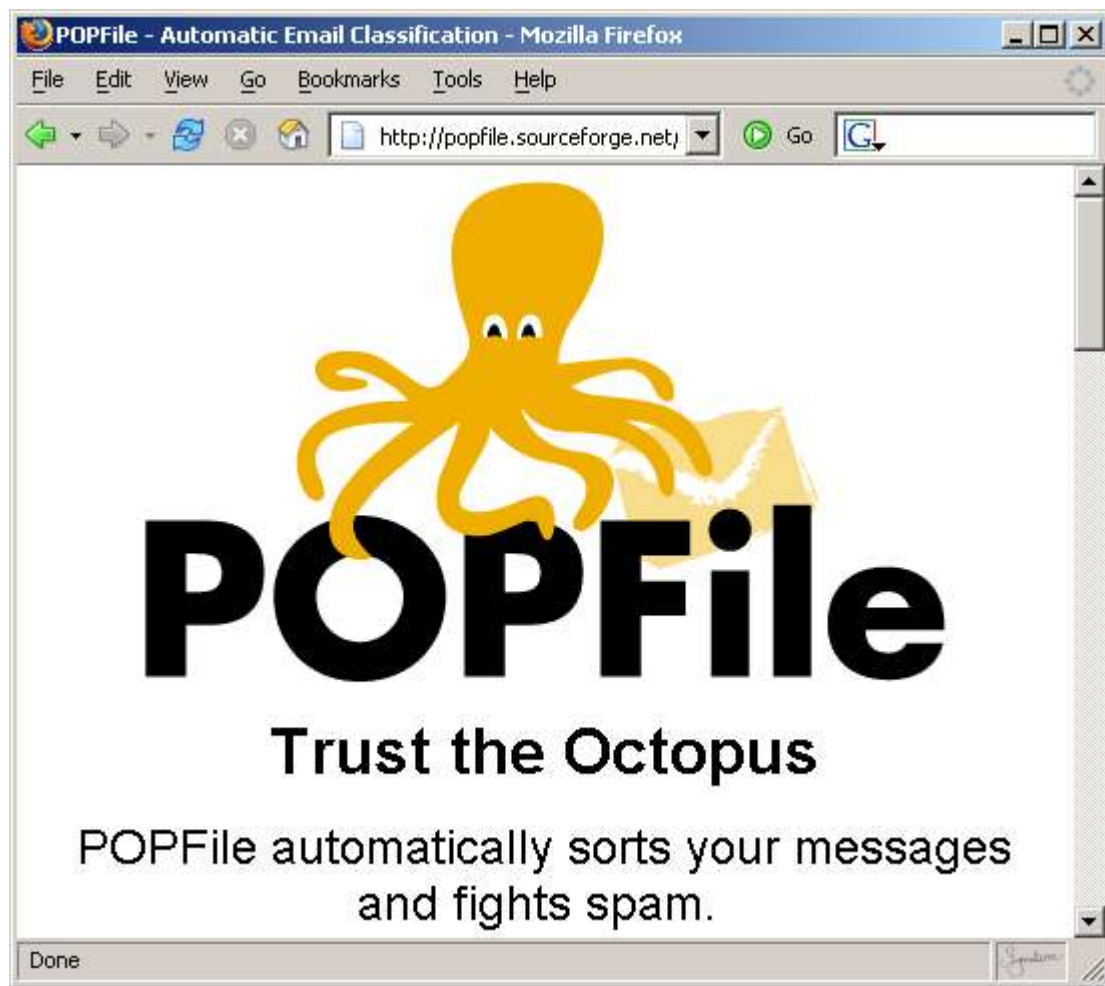 POPFile - Automatic Email Classification - Mozilla Firefox
File Edit View Go Bookmarks Tools Help
http://popfile.sourceforge.net/ Go G
POPFile
Trust the Octopus
POPFile automatically sorts your messages
and fights spam.
Done